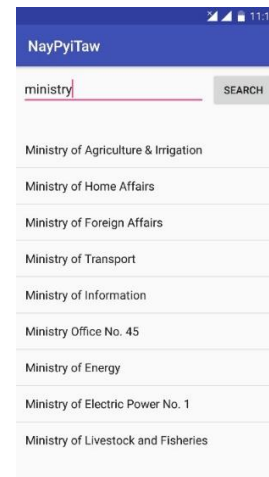 11:1
NayPyiTaw
ministry SEARCH
Ministry of Agriculture & Irrigation
Ministry of Home Affairs
Ministry of Foreign Affairs
Ministry of Transport
Ministry of Information
Ministry Office No. 45
Ministry of Energy
Ministry of Electric Power No. 1
Ministry of Livestock and Fisheries